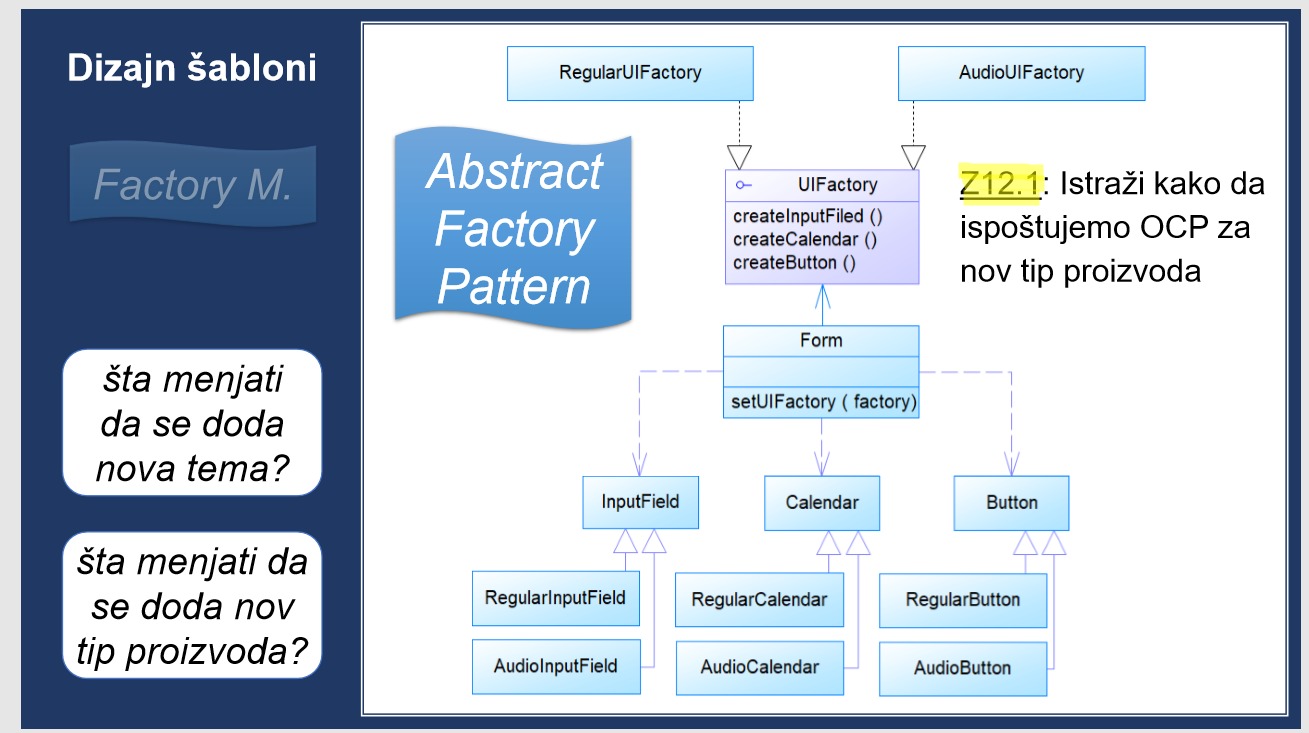 Dizajn šabloni
Factory M.
šta menjati
da se doda
nova tema?
šta menjati da
se doda nov
tip proizvoda?
Abstract
Factory
Pattern
RegularUIFactory
AudioUIFactory
UIFactory
createInputFiled ()
createCalendar ()
createButton ()
Z12.1: Istraži kako da
ispoštujemo OCP za
nov tip proizvoda
Form
setUIFactory ( factory)
InputField
Calendar
Button
RegularInputField
RegularCalendar
RegularButton
AudioInputField
AudioCalendar
AudioButton